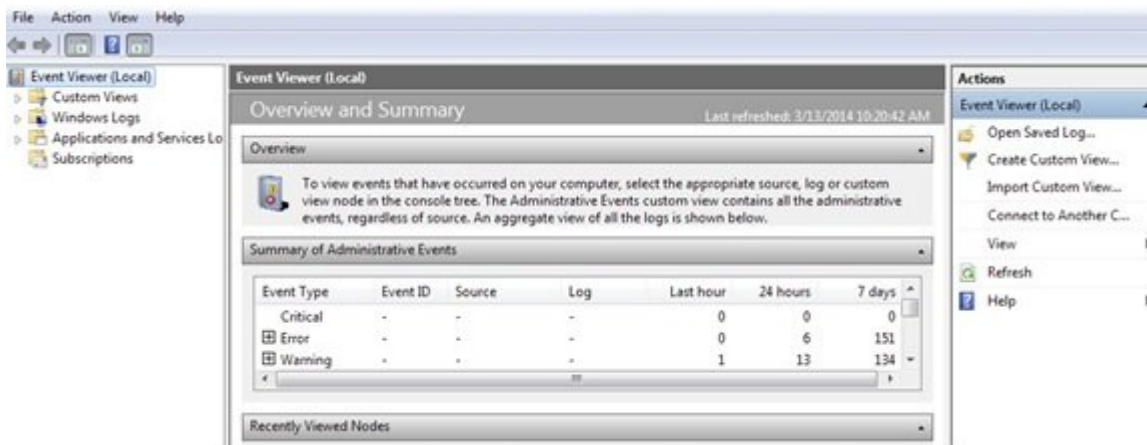 File Action View Help
Event Viewer (Local)
Custom Views
Windows Logs
Applications and Services Lo
Subscriptions
Event Viewer (Local)
Overview and Summary
Last refreshed: 3/13/2014 10:20:42 AM
Overview
To view events that have occurred on your computer, select the appropriate source, log or custom
view node in the console tree. The Administrative Events custom view contains all the administrative
events, regardless of source. An aggregate view of all the logs is shown below.
Summary of Administrative Events
Event Type Event ID Source Log Last hour 24 hours 7 days
Critical - - - 0 0 0
Error - - - 0 6 151
Warning - - - 1 13 134
Recently Viewed Nodes
Actions
Event Viewer (Local)
Open Saved Log...
Create Custom View...
Import Custom View...
Connect to Another C...
View
Refresh
Help